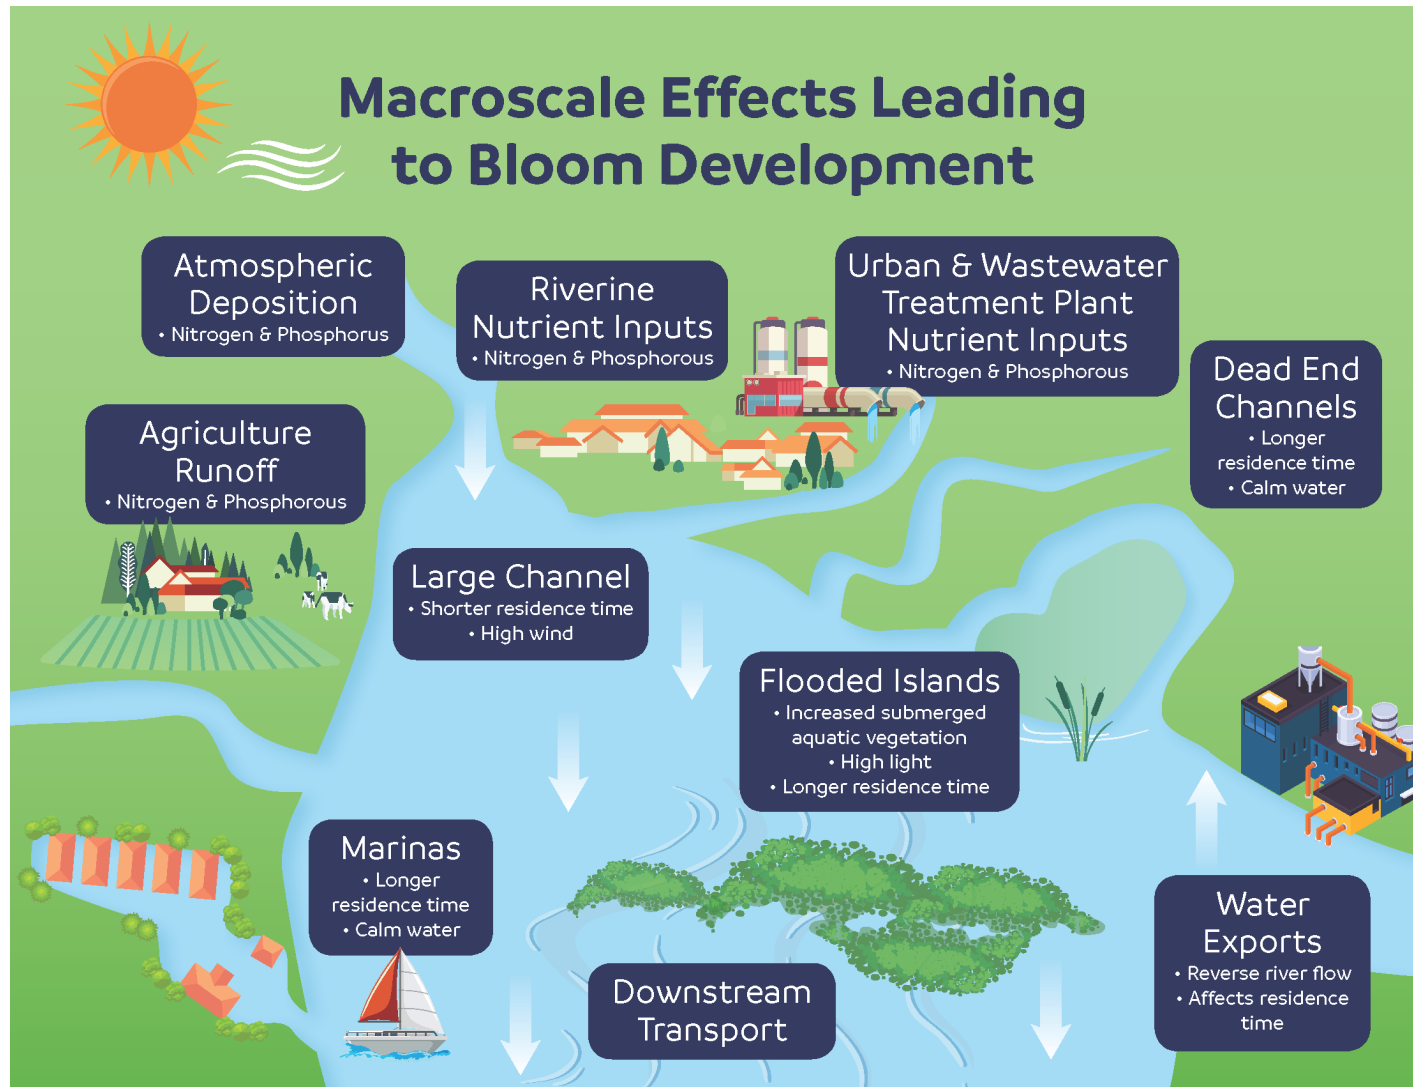 Macroscale Effects Leading
to Bloom Development
Atmospheric
Deposition
• Nitrogen & Phosphorus
Riverine
Nutrient Inputs
• Nitrogen & Phosphorous
Urban & Wastewater
Treatment Plant
Nutrient Inputs
• Nitrogen & Phosphorous
Dead End
Channels
• Longer
residence time
• Calm water
Agriculture
Runoff
• Nitrogen & Phosphorous
Large Channel
• Shorter residence time
• High wind
Flooded Islands
• Increased submerged
aquatic vegetation
• High light
• Longer residence time
Marinas
• Longer
residence time
• Calm water
Water
Exports
• Reverse river flow
• Affects residence
time
Downstream
Transport